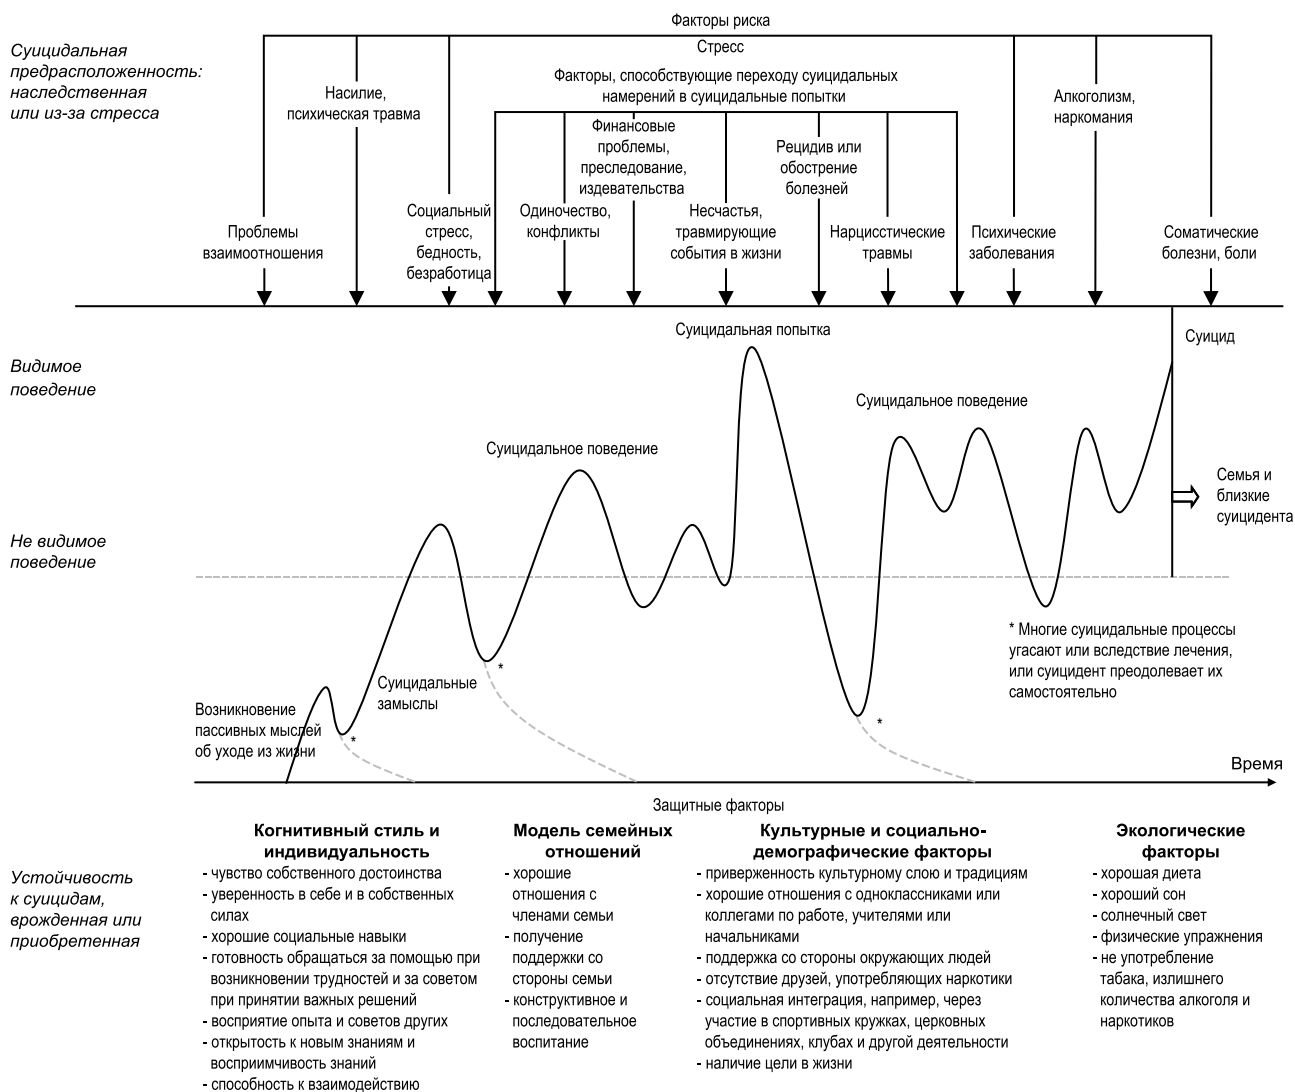 Факторы риска
Суицидальная
предрасположенность:
наследственная
или из-за стресса
Стресс
Факторы, способствующие переходу суицидальных
намерений в суицидальные попытки
Насилие,
психическая травма
Алкоголизм,
наркомания
Финансовые
проблемы,
преследование,
издевательства
Рецидив или
обострение
болезней
Проблемы
взаимоотношения
Социальный
стресс,
бедность,
безработица
Одиночество,
конфликты
Несчастья,
травмирующие
события в жизни
Нарцисстические
травмы
Психические
заболевания
Соматические
болезни, боли
Видимое
поведение
Суицидальная попытка
Суицид
Суицидальное поведение
Суицидальное поведение
Семья и
близкие
суицидента
Не видимое
поведение
* Многие суицидальные процессы
угасают или вследствие лечения,
или суицидент преодолевает их
самостоятельно
*
Суицидальные
замыслы
Возникновение
пассивных мыслей
об уходе из жизни
*
*
Время
Защитные факторы
Устойчивость
к суицидам,
врожденная или
приобретенная
Когнитивный стиль и
индивидуальность
- чувство собственного достоинства
- уверенность в себе и в собственных
силах
- хорошие социальные навыки
- готовность обращаться за помощью при
возникновении трудностей и за советом
при принятии важных решений
- восприятие опыта и советов других
- открытость к новым знаниям и
восприимчивость знаний
- способность к взаимодействию
Модель семейных
отношений
- хорошие
отношения с
членами семьи
- получение
поддержки со
стороны семьи
- конструктивное и
последовательное
воспитание
Культурные и социально-
демографические факторы
- приверженность культурному слою и традициям
- хорошие отношения с одноклассниками или
коллегами по работе, учителями или
начальниками
- поддержка со стороны окружающих людей
- отсутствие друзей, употребляющих наркотики
- социальная интеграция, например, через
участие в спортивных кружках, церковных
объединениях, клубах и другой деятельности
- наличие цели в жизни
Экологические
факторы
- хорошая диета
- хороший сон
- солнечный свет
- физические упражнения
- не употребление
табака, излишнего
количества алкоголя и
наркотиков